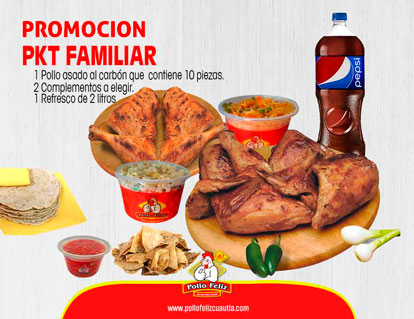 PROMOCION
PKT FAMILIAR
1 Pollo asado al carbón que contiene 10 piezas.
2 Complementos a elegir.
1 Refresco de 2 litros
pepsi
Pollo Feliz
www.pollofelizcuautla.com